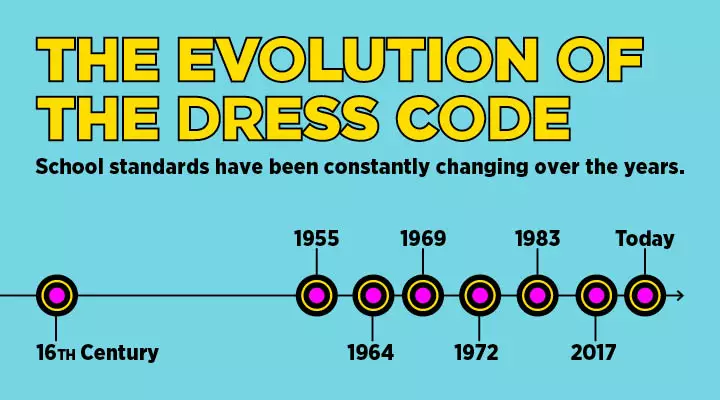 THE EVOLUTION OF
THE DRESS CODE
School standards have been constantly changing over the years.
1955
1969
1983
Today
16TH Century
1964
1972
2017